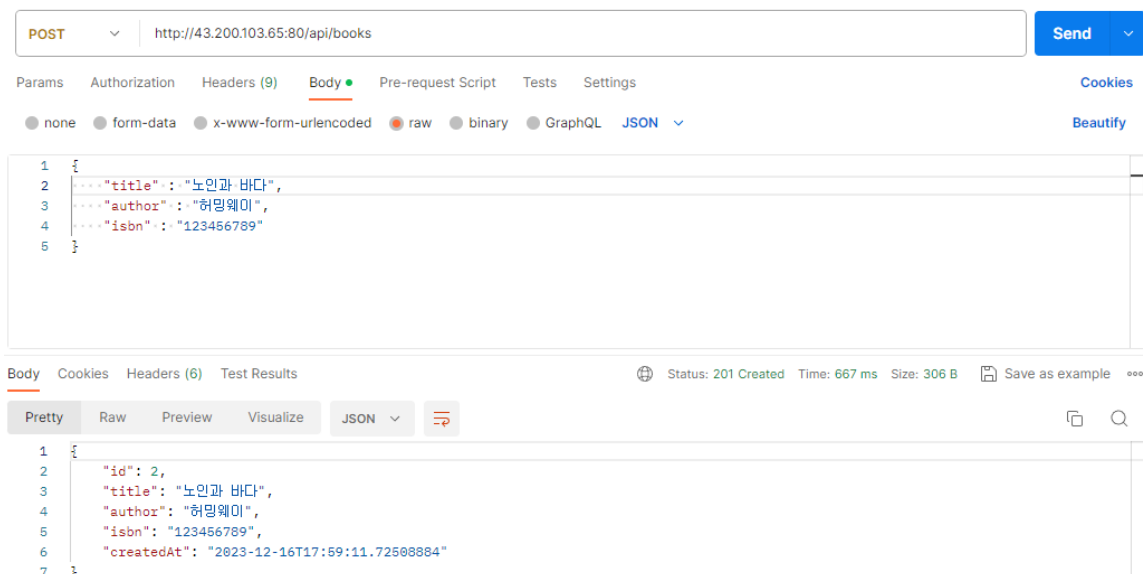 POST http://43.200.103.65:80/api/books Send
Params Authorization Headers (9) Body Pre-request Script Tests Settings Cookies
none form-data x-www-form-urlencoded raw binary GraphQL JSON Beautify
1 {
2 "title" : "노인과 바다",
3 "author" : "허밍웨이",
4 "isbn" : "123456789"
5 }
Body Cookies Headers (6) Test Results Status: 201 Created Time: 667 ms Size: 306 B Save as example
Pretty Raw Preview Visualize JSON
1 {
2 "id": 2,
3 "title": "노인과 바다",
4 "author": "허밍웨이",
5 "isbn": "123456789",
6 "createdAt": "2023-12-16T17:59:11.72508884"
7 }